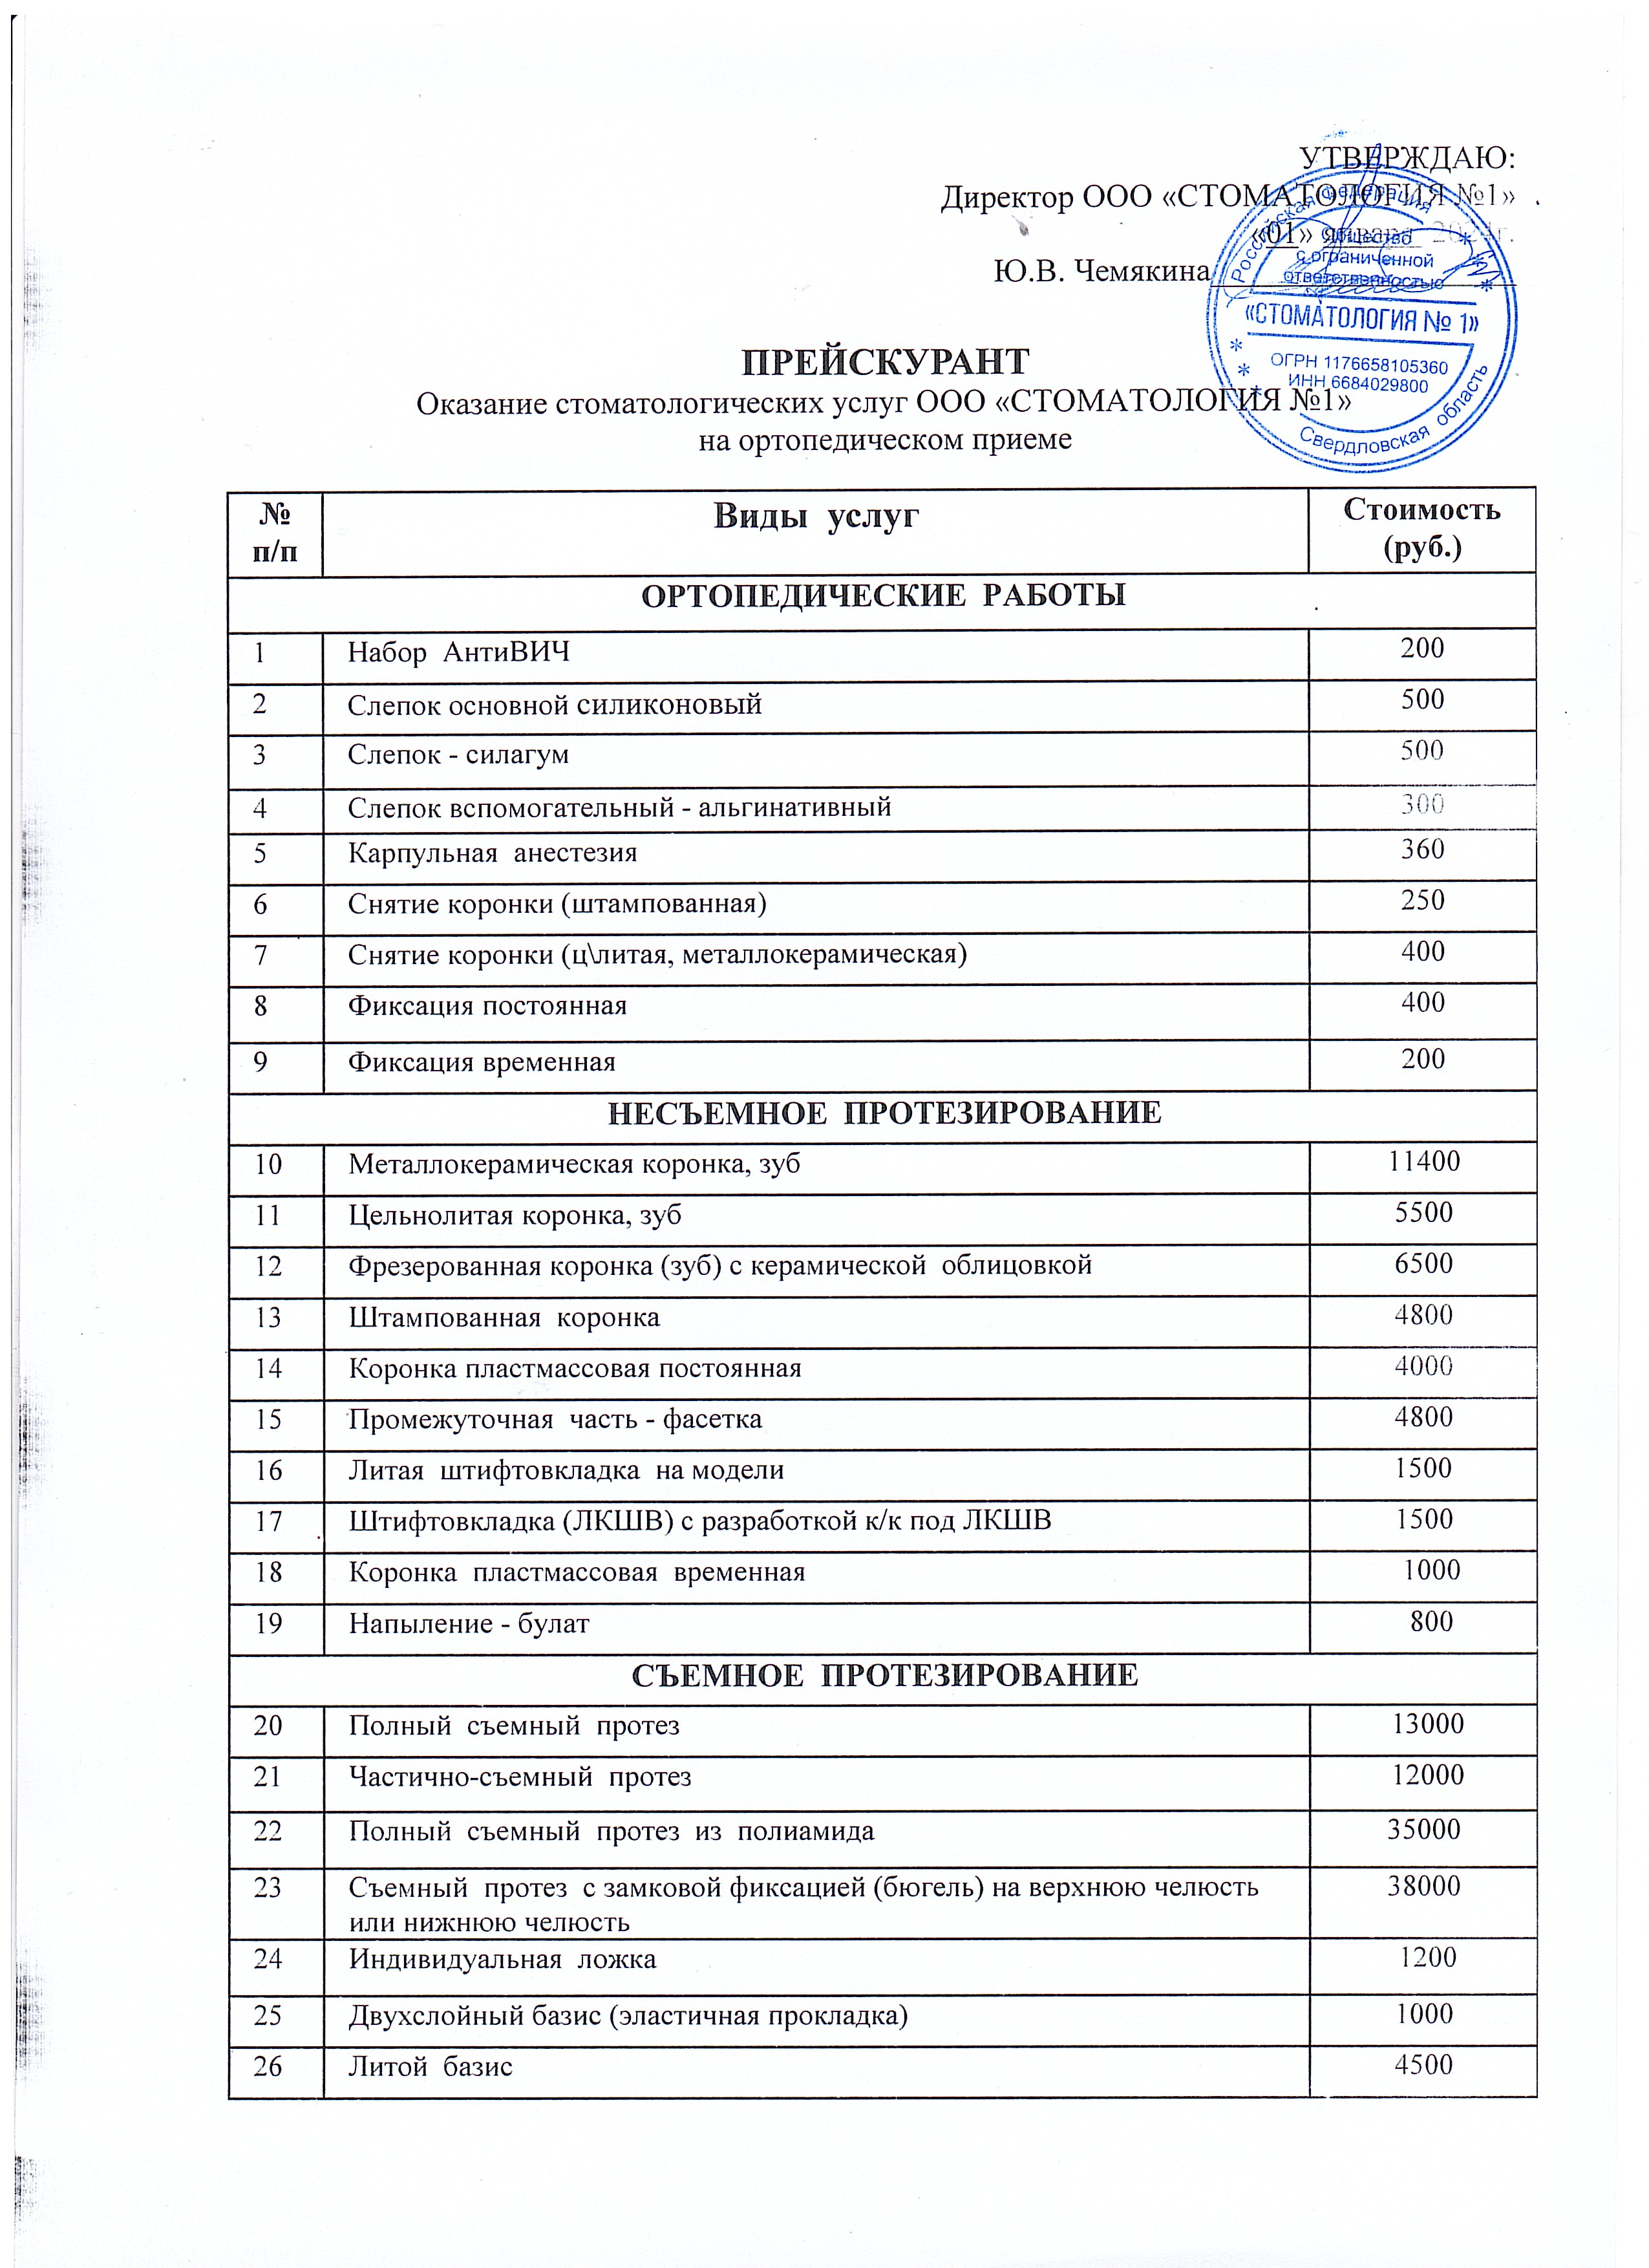 УТВЕРЖДАЮ:
Директор ООО «СТОМАТОЛОГИЯ №1»
«01» января
Ю.В. Чемякина
Российская Федерация
Общество
с ограниченной
ответственностью
«СТОМАТОЛОГИЯ № 1»
ОГРН 1176658105360
ИНН 6684029800
Свердловская область
ПРЕЙСКУРАНТ
Оказание стоматологических услуг ООО «СТОМАТОЛОГИЯ №1»
на ортопедическом приеме
№ п/п Виды услуг Стоимость (руб.)
ОРТОПЕДИЧЕСКИЕ РАБОТЫ
1 Набор АнтиВИЧ 200
2 Слепок основной силиконовый 500
3 Слепок - силагум 500
4 Слепок вспомогательный - альгинативный 300
5 Карпульная анестезия 360
6 Снятие коронки (штампованная) 250
7 Снятие коронки (ц\литая, металлокерамическая) 400
8 Фиксация постоянная 400
9 Фиксация временная 200
НЕСЪЕМНОЕ ПРОТЕЗИРОВАНИЕ
10 Металлокерамическая коронка, зуб 11400
11 Цельнолитая коронка, зуб 5500
12 Фрезерованная коронка (зуб) с керамической облицовкой 6500
13 Штампованная коронка 4800
14 Коронка пластмассовая постоянная 4000
15 Промежуточная часть - фасетка 4800
16 Литая штифтовкладка на модели 1500
17 Штифтовкладка (ЛКШВ) с разработкой к/к под ЛКШВ 1500
18 Коронка пластмассовая временная 1000
19 Напыление - булат 800
СЪЕМНОЕ ПРОТЕЗИРОВАНИЕ
20 Полный съемный протез 13000
21 Частично-съемный протез 12000
22 Полный съемный протез из полиамида 35000
23 Съемный протез с замковой фиксацией (бюгель) на верхнюю челюсть 38000
или нижнюю челюсть
24 Индивидуальная ложка 1200
25 Двухслойный базис (эластичная прокладка) 1000
26 Литой базис 4500